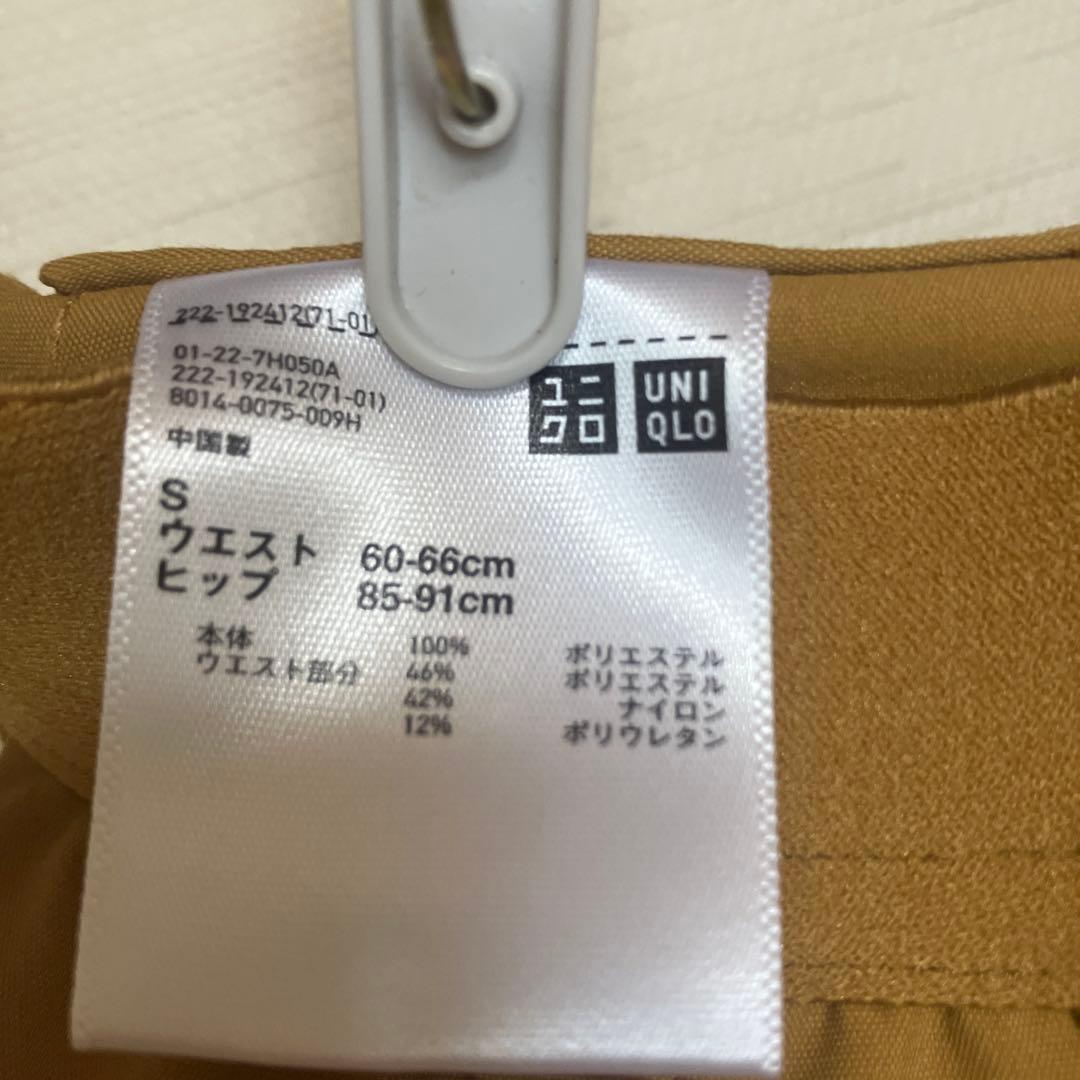 222-192412(71-01)
01-22-7H050A
222-192412(71-01)
8014-0075-009H
中国製
ユニ
クロ
UNI
QLO
S
ウエスト 60-66cm
ヒップ 85-91cm
本体 100% ポリエステル
ウエスト部分 46% ポリエステル
42% ナイロン
12% ポリウレタン